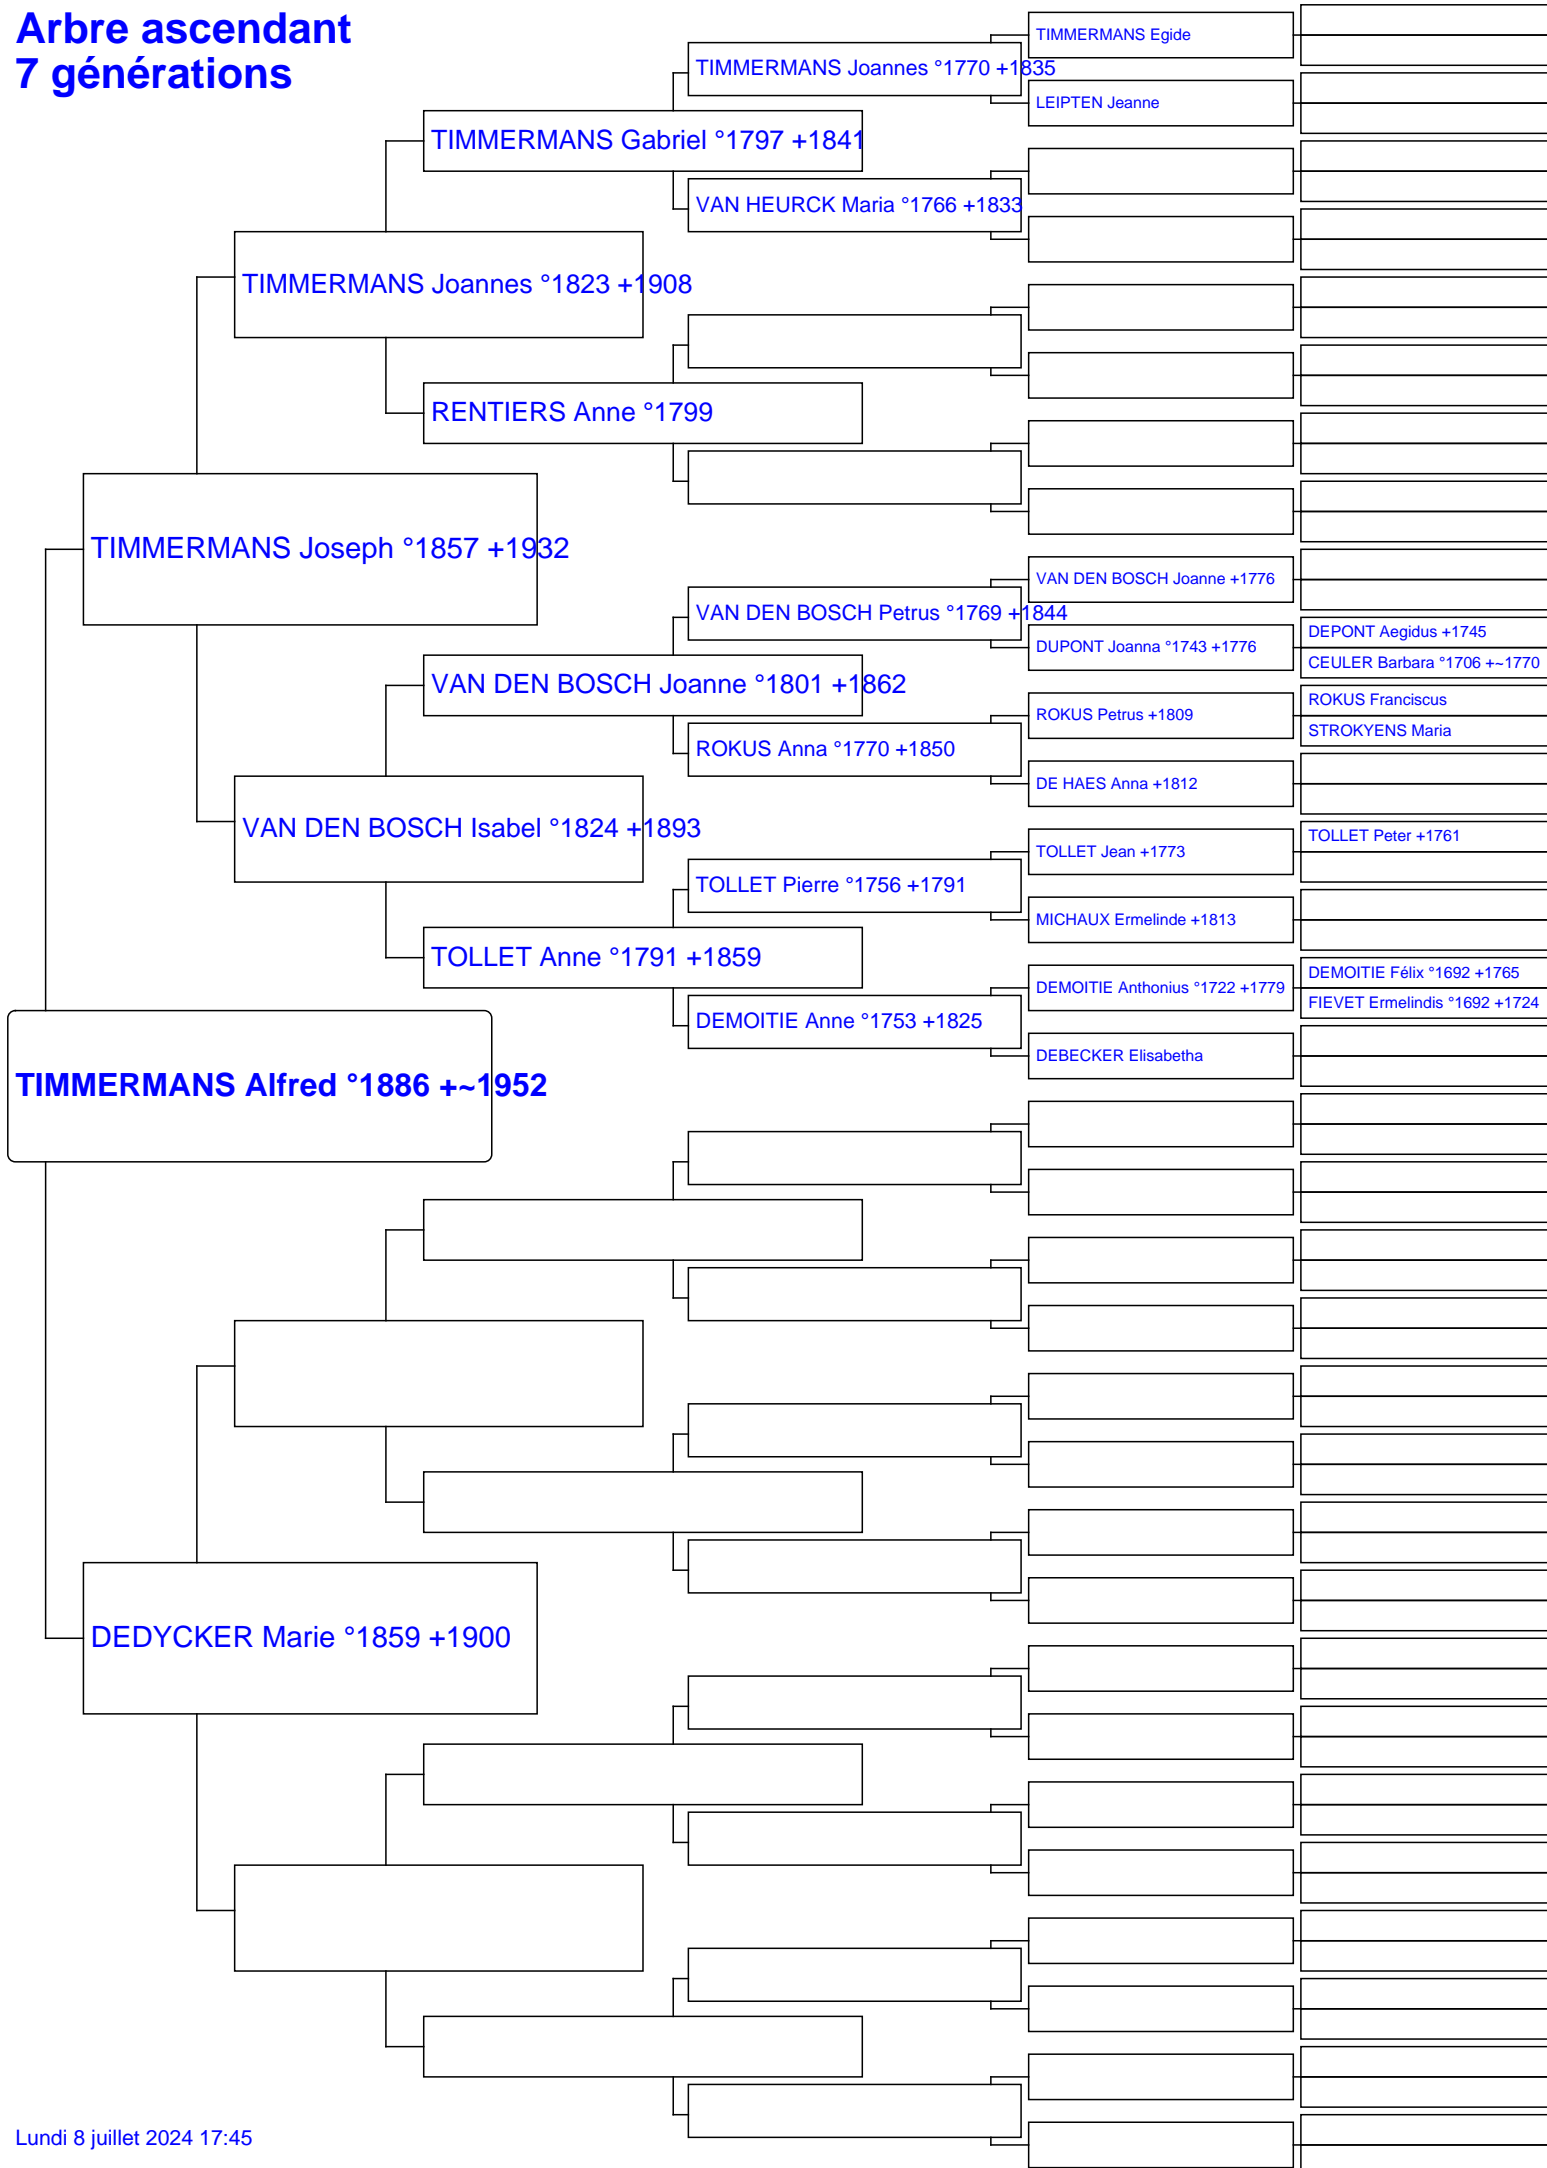 Arbre ascendant
7 générations
TIMMERMANS Egide
TIMMERMANS Joannes °1770 +1835
LEIPTEN Jeanne
TIMMERMANS Gabriel °1797 +1841
VAN HEURCK Maria °1766 +1833
TIMMERMANS Joannes °1823 +1908
RENTIERS Anne °1799
TIMMERMANS Joseph °1857 +1932
VAN DEN BOSCH Joanne +1776
VAN DEN BOSCH Petrus °1769 +1844
DEPONT Aegidus +1745
DUPONT Joanna °1743 +1776
CEULER Barbara °1706 +~1770
VAN DEN BOSCH Joanne °1801 +1862
ROKUS Franciscus
ROKUS Petrus +1809
STROKYENS Maria
ROKUS Anna °1770 +1850
DE HAES Anna +1812
VAN DEN BOSCH Isabel °1824 +1893
TOLLET Peter +1761
TOLLET Jean +1773
TOLLET Pierre °1756 +1791
MICHAUX Ermelinde +1813
TOLLET Anne °1791 +1859
DEMOITIE Félix °1692 +1765
DEMOITIE Anthonius °1722 +1779
FIEVET Ermelindis °1692 +1724
DEMOITIE Anne °1753 +1825
DEBECKER Elisabetha
TIMMERMANS Alfred °1886 +~1952
DEDYCKER Marie °1859 +1900
Lundi 8 juillet 2024 17:45